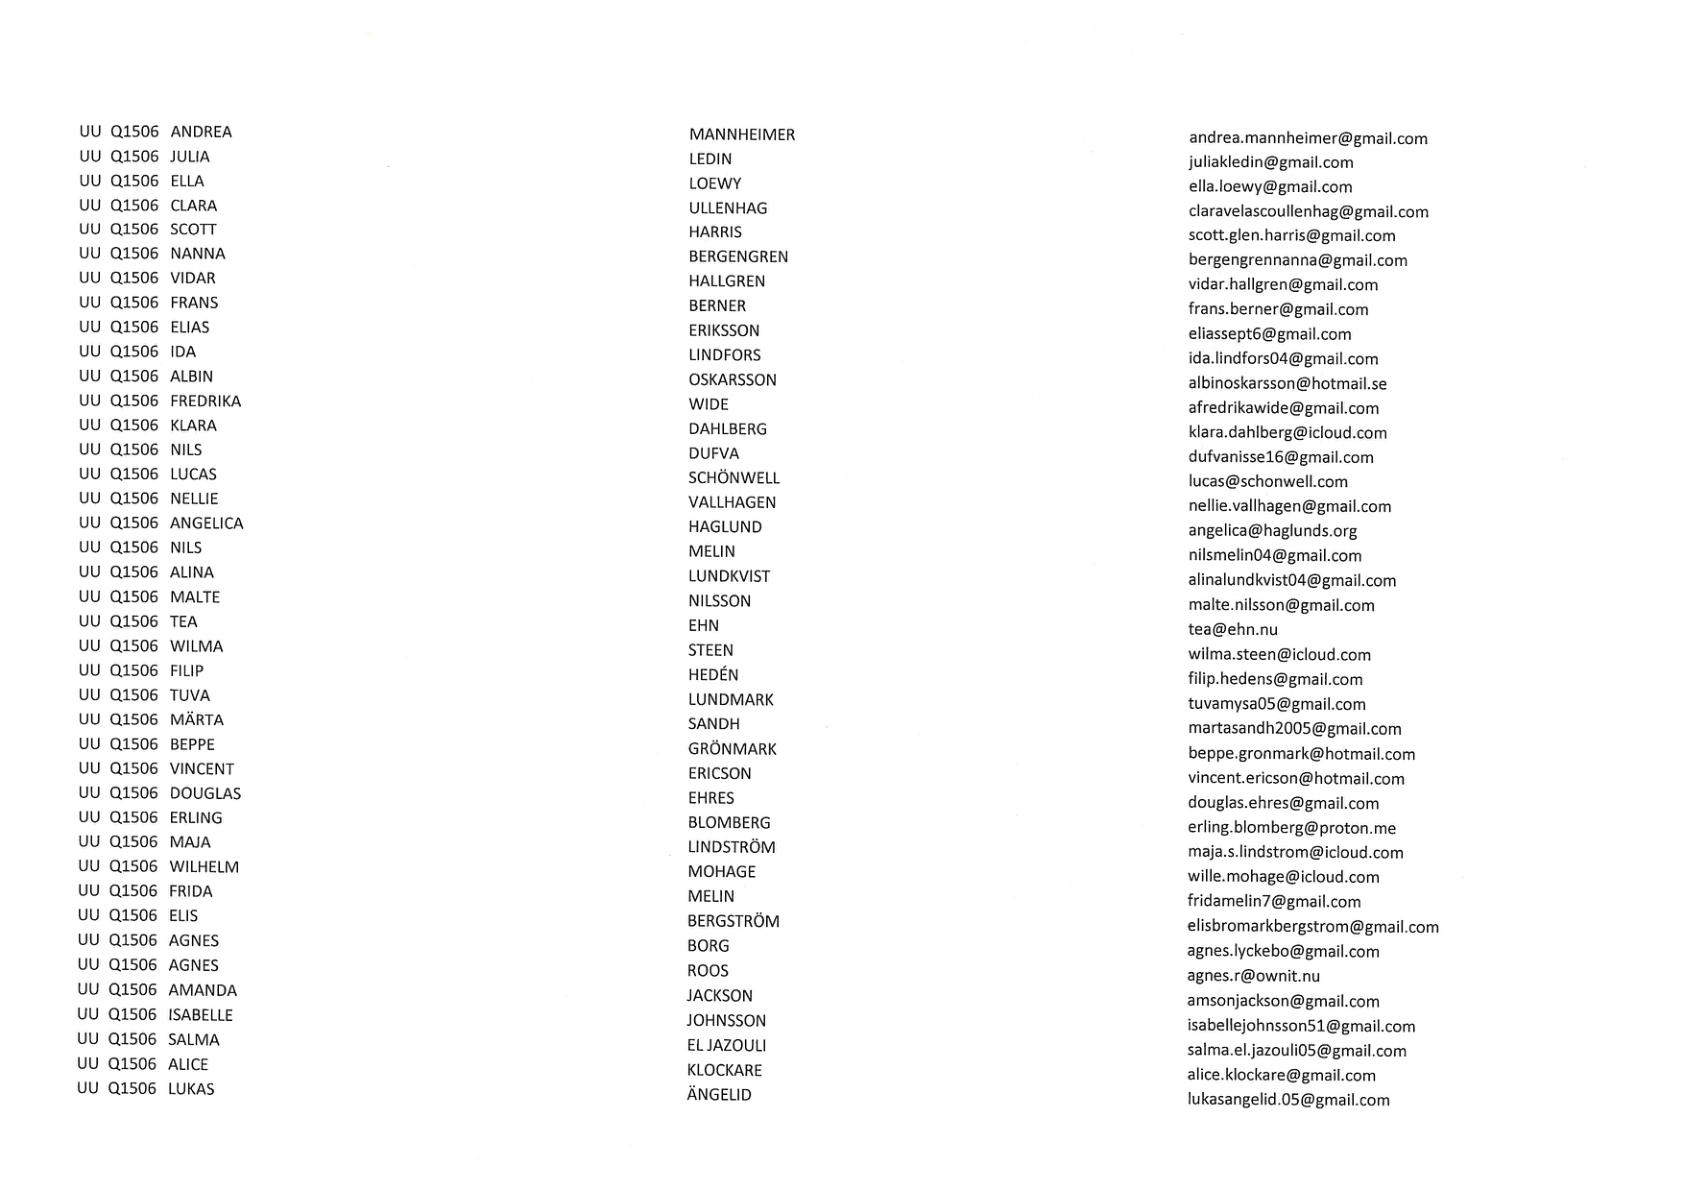 UU Q1506 ANDREA MANNHEIMER andrea.mannheimer@gmail.com
UU Q1506 JULIA LEDIN juliakledin@gmail.com
UU Q1506 ELLA LOEWY ella.loewy@gmail.com
UU Q1506 CLARA ULLENHAG claravelascoullenhag@gmail.com
UU Q1506 SCOTT HARRIS scott.glen.harris@gmail.com
UU Q1506 NANNA BERGENGREN bergengrennanna@gmail.com
UU Q1506 VIDAR HALLGREN vidar.hallgren@gmail.com
UU Q1506 FRANS BERNER frans.berner@gmail.com
UU Q1506 ELIAS ERIKSSON eliassept6@gmail.com
UU Q1506 IDA LINDFORS ida.lindfors04@gmail.com
UU Q1506 ALBIN OSKARSSON albinoskarsson@hotmail.se
UU Q1506 FREDRIKA WIDE afredrikawide@gmail.com
UU Q1506 KLARA DAHLBERG klara.dahlberg@icloud.com
UU Q1506 NILS DUFVA dufvanisse16@gmail.com
UU Q1506 LUCAS SCHÖNWELL lucas@schonwell.com
UU Q1506 NELLIE VALLHAGEN nellie.vallhagen@gmail.com
UU Q1506 ANGELICA HAGLUND angelica@haglunds.org
UU Q1506 NILS MELIN nilsmelin04@gmail.com
UU Q1506 ALINA LUNDKVIST alinalundkvist04@gmail.com
UU Q1506 MALTE NILSSON malte.nilsson@gmail.com
UU Q1506 TEA EHN tea@ehn.nu
UU Q1506 WILMA STEEN wilma.steen@icloud.com
UU Q1506 FILIP HEDÉN filip.hedens@gmail.com
UU Q1506 TUVA LUNDMARK tuvamysa05@gmail.com
UU Q1506 MÄRTA SANDH martasandh2005@gmail.com
UU Q1506 BEPPE GRÖNMARK beppe.gronmark@hotmail.com
UU Q1506 VINCENT ERICSON vincent.ericson@hotmail.com
UU Q1506 DOUGLAS EHRES douglas.ehres@gmail.com
UU Q1506 ERLING BLOMBERG erling.blomberg@proton.me
UU Q1506 MAJA LINDSTRÖM maja.s.lindstrom@icloud.com
UU Q1506 WILHELM MOHAGE wille.mohage@icloud.com
UU Q1506 FRIDA MELIN fridamelin7@gmail.com
UU Q1506 ELIS BERGSTRÖM elisbromarkbergstrom@gmail.com
UU Q1506 AGNES BORG agnes.lyckebo@gmail.com
UU Q1506 AGNES ROOS agnes.r@ownit.nu
UU Q1506 AMANDA JACKSON amsonjackson@gmail.com
UU Q1506 ISABELLE JOHNSSON isabellejohnsson51@gmail.com
UU Q1506 SALMA EL JAZOULI salma.el.jazouli05@gmail.com
UU Q1506 ALICE KLOCKARE alice.klockare@gmail.com
UU Q1506 LUKAS ÄNGELID lukasangelid.05@gmail.com